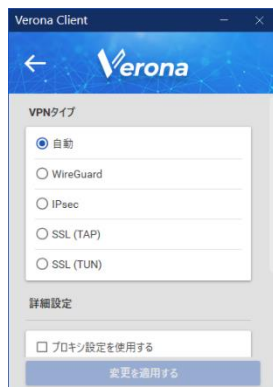 Verona Client
Verona
VPNタイプ
自動
WireGuard
IPsec
SSL (TAP)
SSL (TUN)
詳細設定
プロキシ設定を使用する
変更を適用する